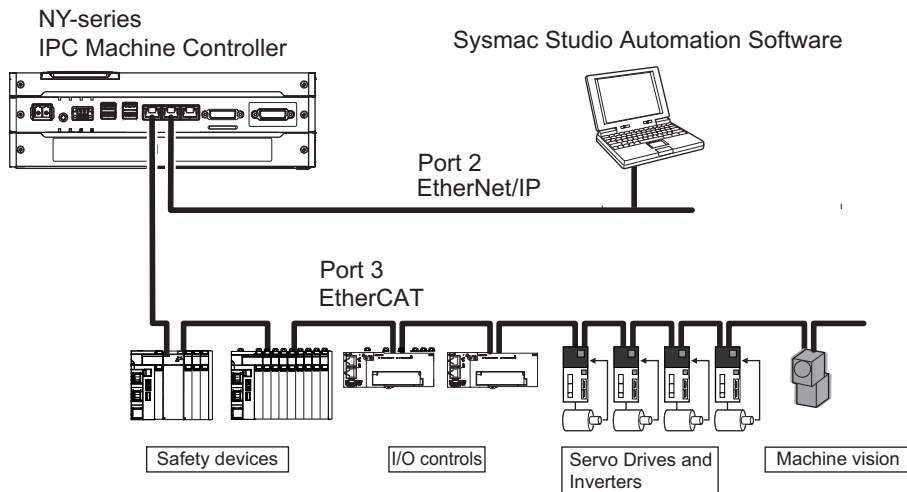 NY-series
IPC Machine Controller
Sysmac Studio Automation Software
Port 2
EtherNet/IP
Port 3
EtherCAT
Safety devices
I/O controls
Servo Drives and
Inverters
Machine vision